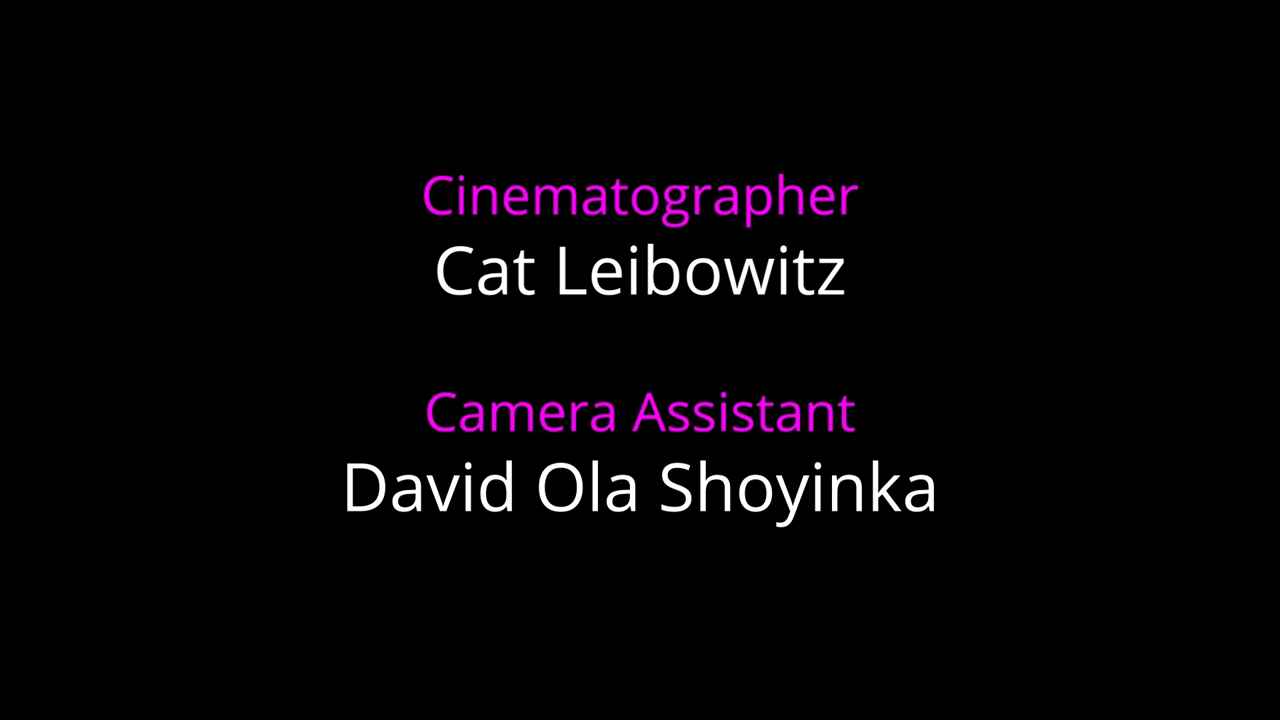 Cinematographer
Cat Leibowitz
Camera Assistant
David Ola Shoyinka